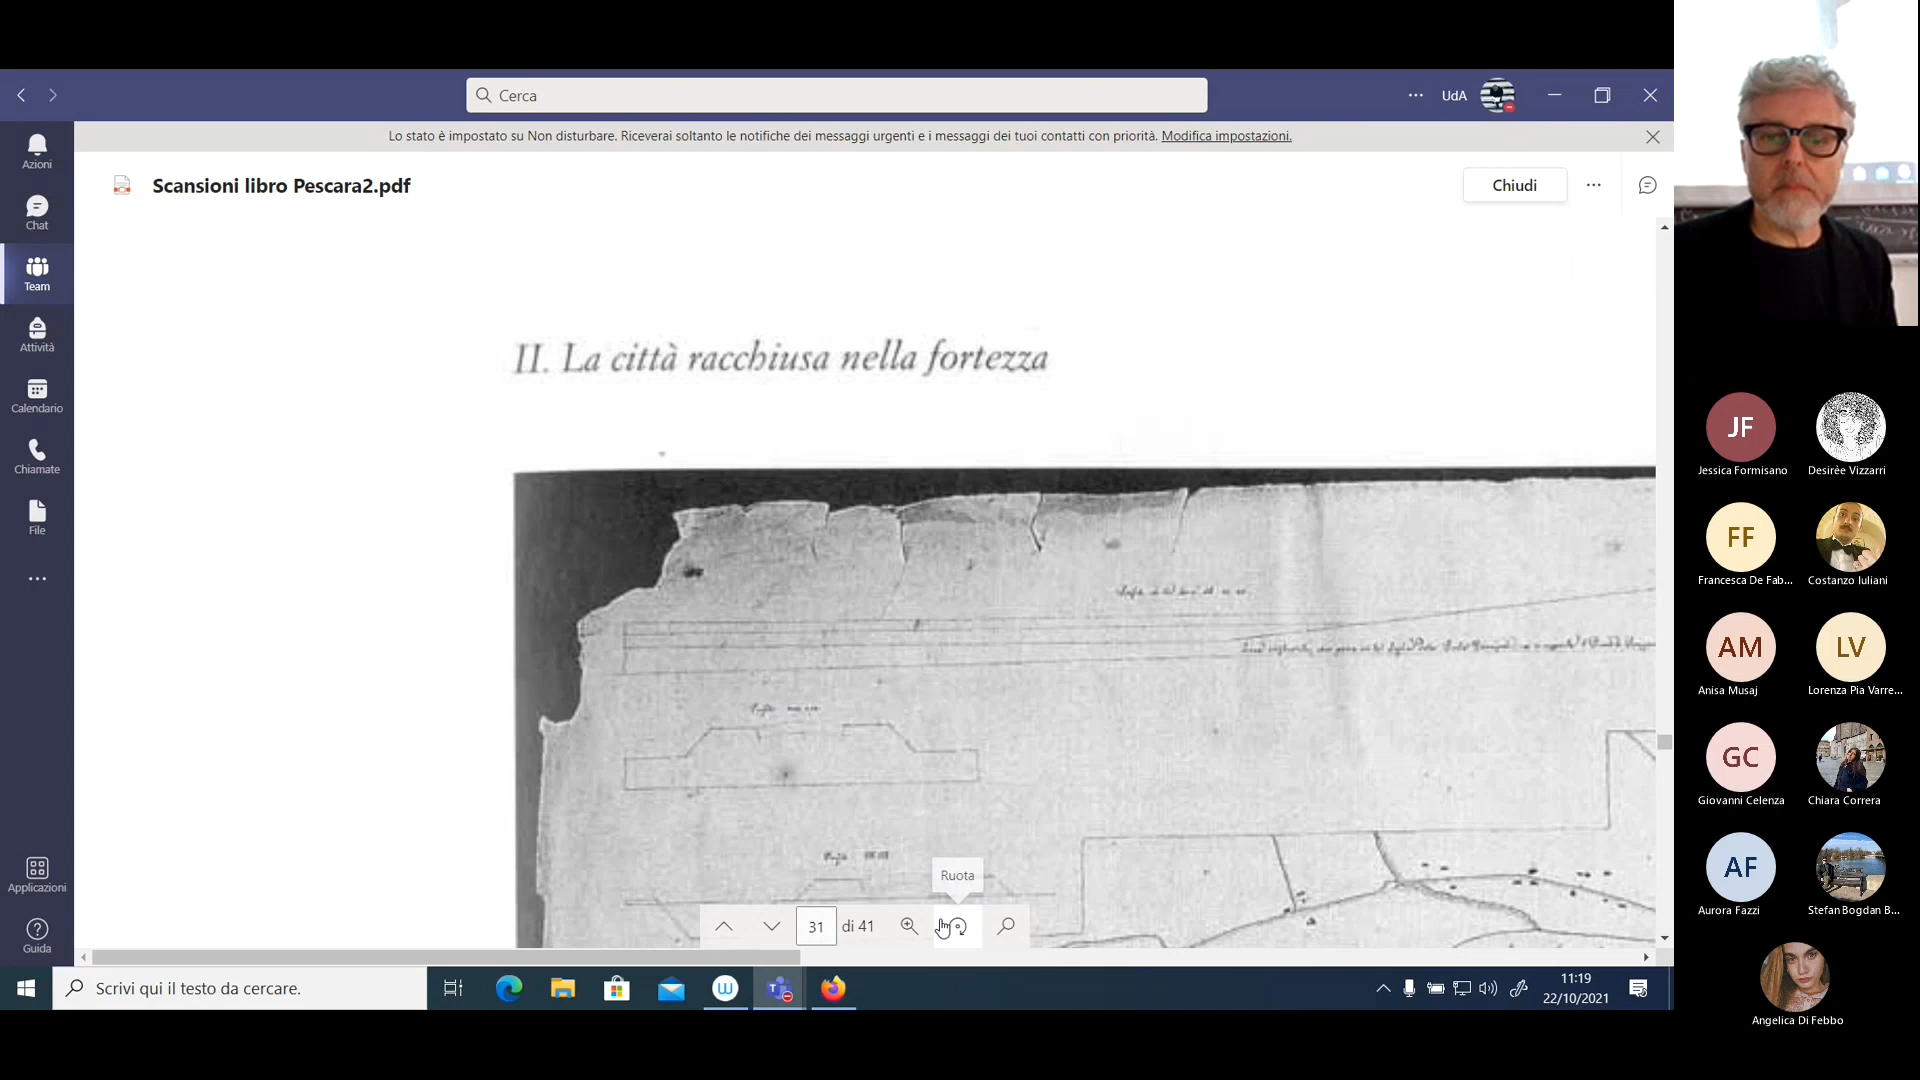 Cerca
UdA
Lo stato è impostato su Non disturbare. Riceverai soltanto le notifiche dei messaggi urgenti e i messaggi dei tuoi contatti con priorità. Modifica impostazioni.
Azioni
Chat
Team
Attività
Calendario
Chiamate
File
Applicazioni
Guida
Scansioni libro Pescara2.pdf
Chiudi
II. La città racchiusa nella fortezza
Ruota
31 di 41
Scrivi qui il testo da cercare.
11:19
22/10/2021
JF
Jessica Formisano
Desirèe Vizzarri
FF
Francesca De Fab...
Costanzo Iuliani
AM
Anisa Musaj
LV
Lorenza Pia Varre...
GC
Giovanni Celenza
Chiara Correra
AF
Aurora Fazzi
Stefan Bogdan B...
Angelica Di Febbo